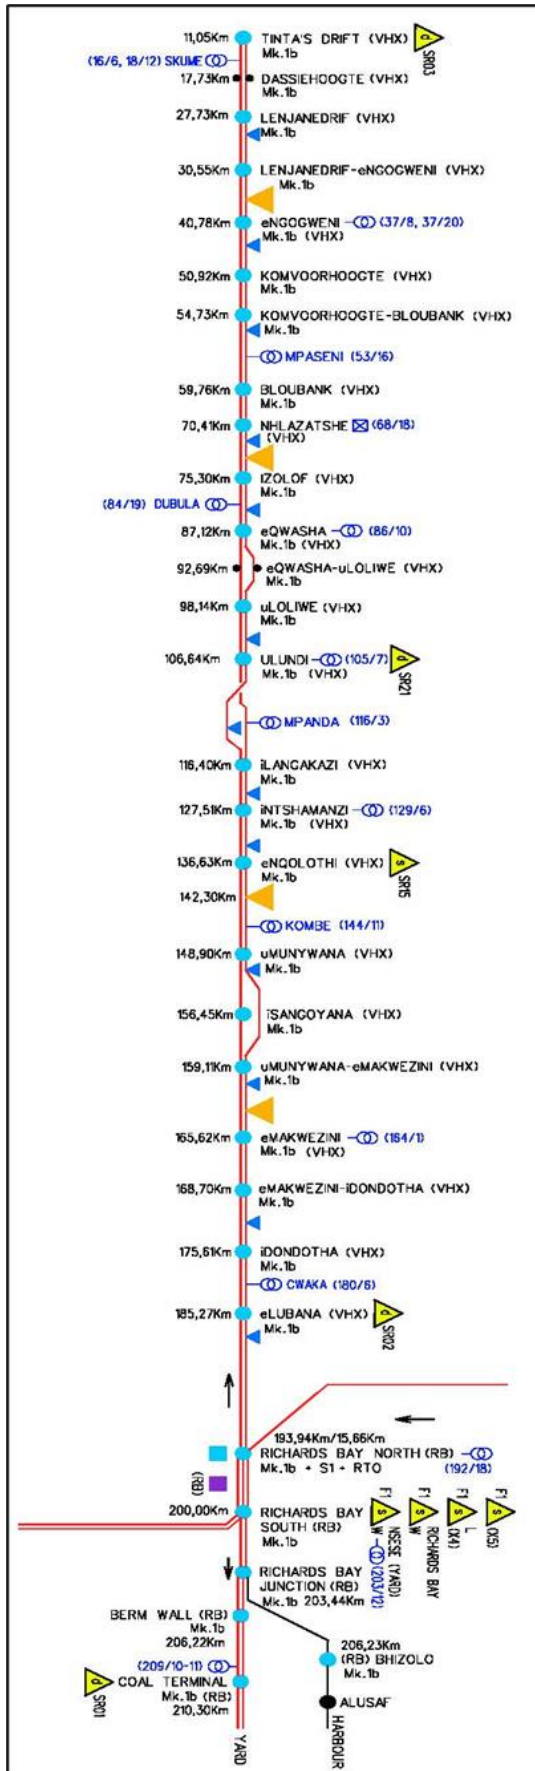 11,05Km TINTA'S DRIFT (VHX) d SR03
Mk.1b
(16/6, 18/12) SKUME
17,73Km DASSIEHOOGTE (VHX)
Mk.1b
27,73Km LENJANEDRIF (VHX)
Mk.1b
30,55Km LENJANEDRIF-eNGOGWENI (VHX)
Mk.1b
40,78Km eNGOGWENI (37/8, 37/20)
Mk.1b (VHX)
50,92Km KOMVOORHOOGTE (VHX)
Mk.1b
54,73Km KOMVOORHOOGTE-BLOUBANK (VHX)
Mk.1b
MPASENI (53/16)
59,76Km BLOUBANK (VHX)
Mk.1b
70,41Km NHLAZATSHE (68/18)
(VHX)
75,30Km IZOLOF (VHX)
Mk.1b
(84/19) DUBULA
87,12Km eQWASHA (86/10)
Mk.1b (VHX)
92,69Km eQWASHA-uLOLIWE (VHX)
Mk.1b
98,14Km uLOLIWE (VHX)
Mk.1b
106,64Km ULUNDI (105/7) d SR21
Mk.1b (VHX)
MPANDA (116/3)
116,40Km iLANGAKAZI (VHX)
Mk.1b
127,51Km iNTSHAMANZI (129/6)
Mk.1b (VHX)
136,63Km eNQOLOTHI (VHX) s SR15
Mk.1b
142,30Km
KOMBE (144/11)
148,90Km uMUNYWANA (VHX)
Mk.1b
156,45Km iSANGOYANA (VHX)
Mk.1b
159,11Km uMUNYWANA-eMAKWEZINI (VHX)
Mk.1b
165,62Km eMAKWEZINI (164/1)
Mk.1b (VHX)
168,70Km eMAKWEZINI-iDONDOTHA (VHX)
Mk.1b
175,61Km iDONDOTHA (VHX)
Mk.1b
CWAKA (180/6)
185,27Km eLUBANA (VHX) d SR02
Mk.1b
193,94Km/15,66Km
RICHARDS BAY NORTH (RB)
Mk.1b + S1 + RTO (192/18)
(RB)
200,00Km RICHARDS BAY
SOUTH (RB)
Mk.1b
F1 s W NSESE (YARD) (203/12)
F1 s W RICHARDS BAY
F1 s L (X4)
F1 s (X5)
RICHARDS BAY
JUNCTION (RB)
Mk.1b 203,44Km
BERM WALL (RB)
Mk.1b
206,22Km
206,23Km
(RB) BHIZOLO
Mk.1b
(209/10-11)
d SR01 COAL TERMINAL
Mk.1b (RB)
210,30Km
ALUSAF
HARBOUR
YARD